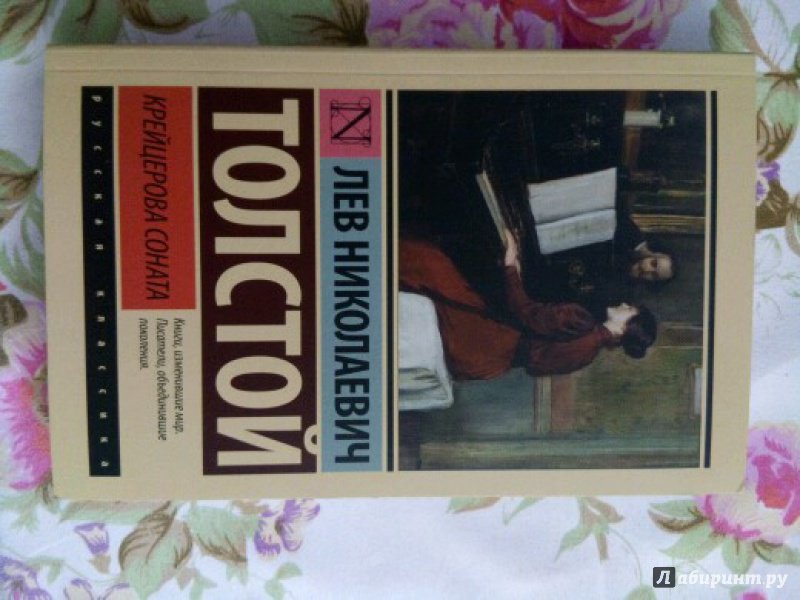 ЛЕВ НИКОЛАЕВИЧ
ТОЛСТОЙ
КРЕЙЦЕРОВА СОНАТА
Книги, изменившие мир.
Писатели, объединившие
поколения.
русская классика
Лабиринт.ру